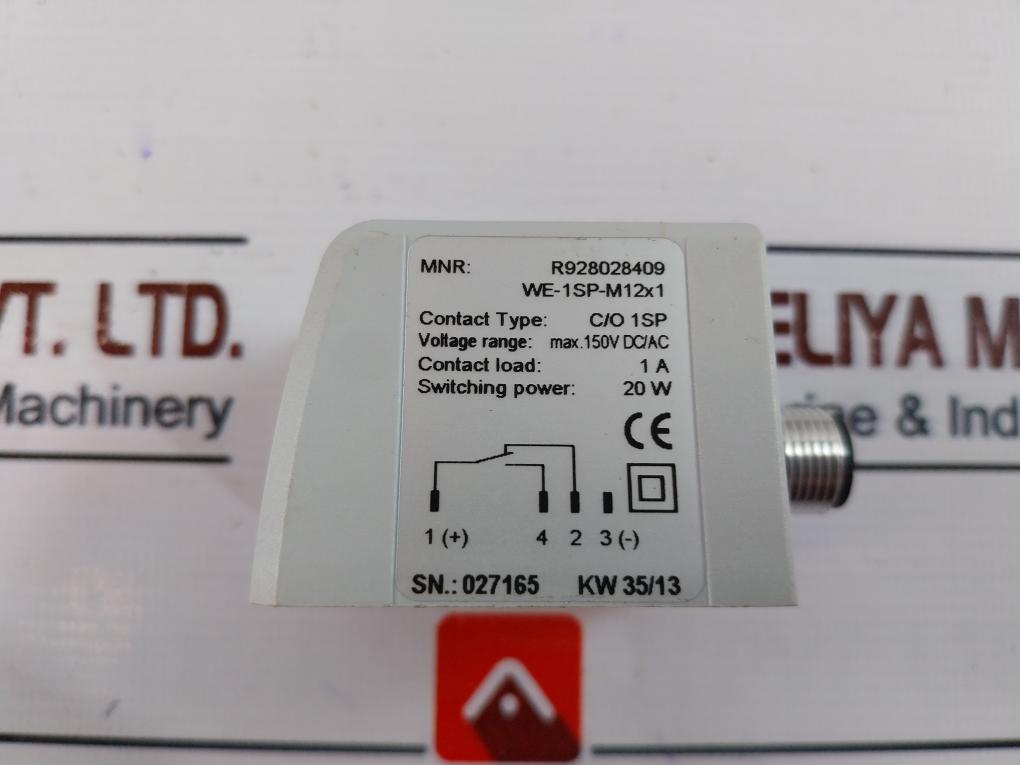 MNR: R928028409
WE-1SP-M12x1
Contact Type: C/O 1SP
Voltage range: max.150V DC/AC
Contact load: 1 A
Switching power: 20 W
CE
1 (+) 4 2 3 (-)
SN.: 027165 KW 35/13
VT. LTD.
Machinery
ELIYA M
& Ind